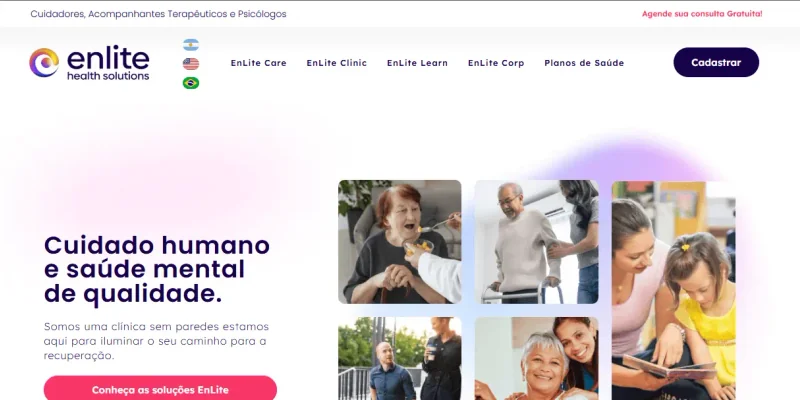 Cuidadores, Acompanhantes Terapêuticos e Psicólogos
Agende sua consulta Gratuita!
enlite
health solutions
EnLite Care
EnLite Clinic
EnLite Learn
EnLite Corp
Planos de Saúde
Cadastrar
Cuidado humano
e saúde mental
de qualidade.
Somos uma clínica sem paredes estamos
aqui para iluminar o seu caminho para a
recuperação.
Conheça as soluções EnLite